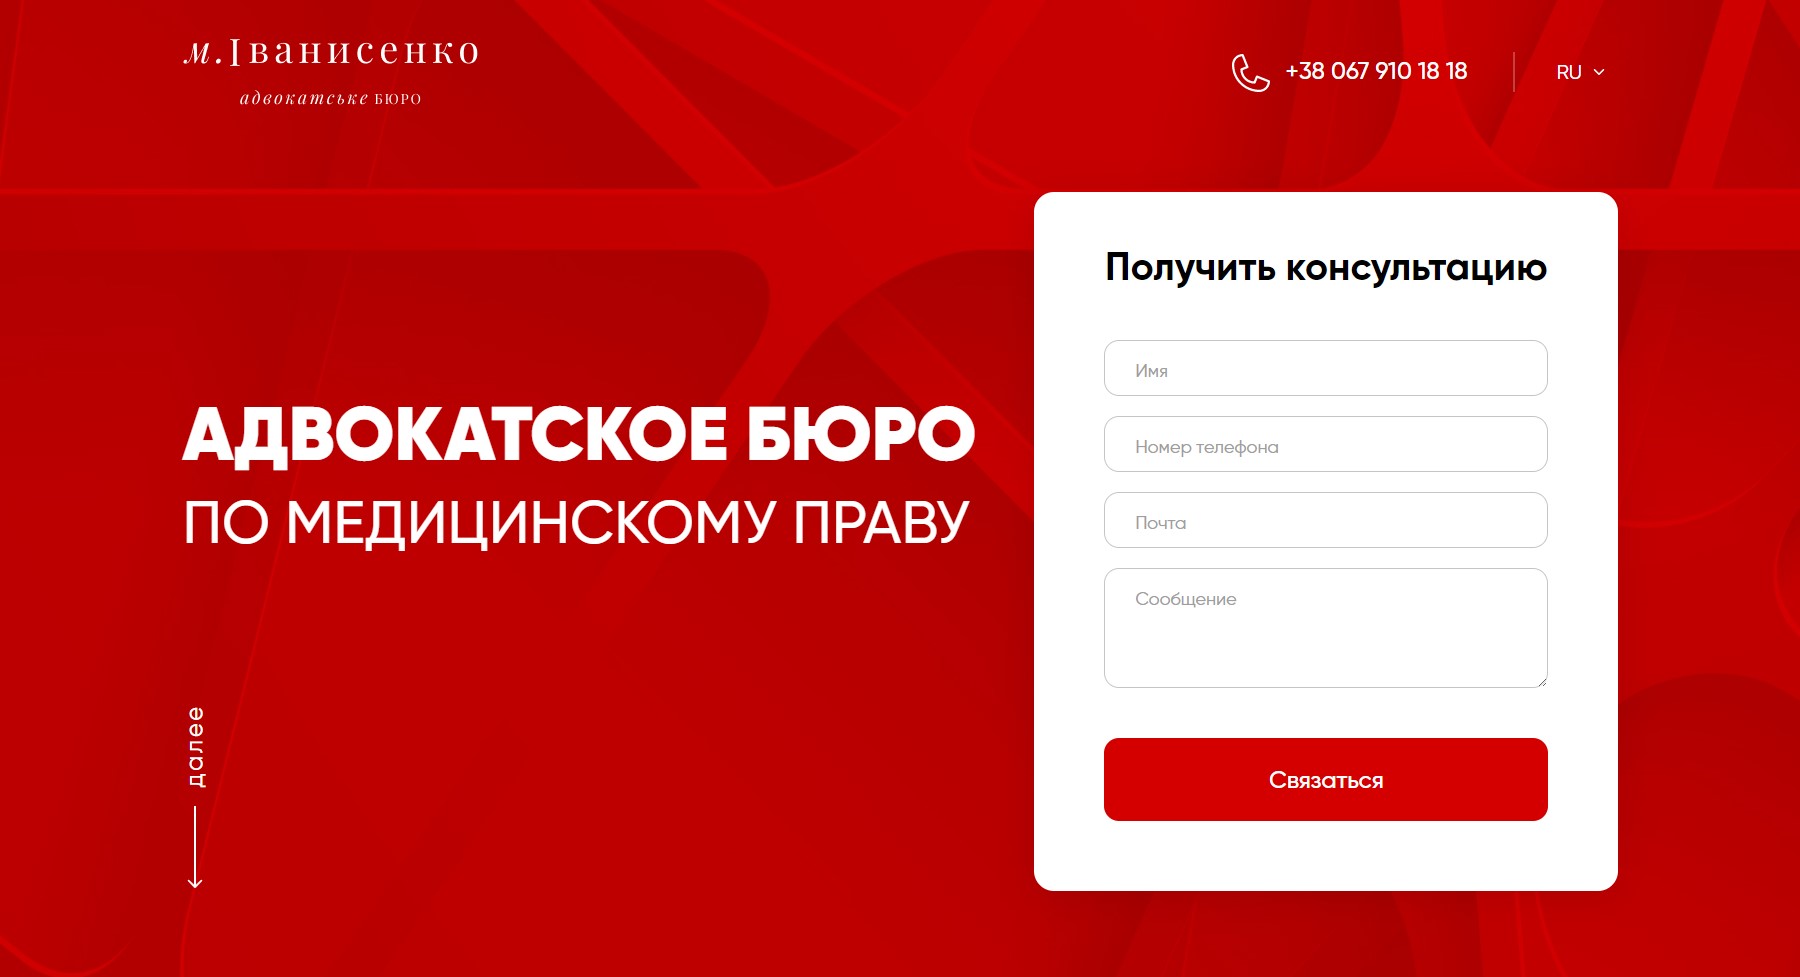 м.Іванисенко
адвокатське БЮРО
+38 067 910 18 18
RU
АДВОКАТСКОЕ БЮРО
ПО МЕДИЦИНСКОМУ ПРАВУ
далее
Получить консультацию
Имя
Номер телефона
Почта
Сообщение
Связаться